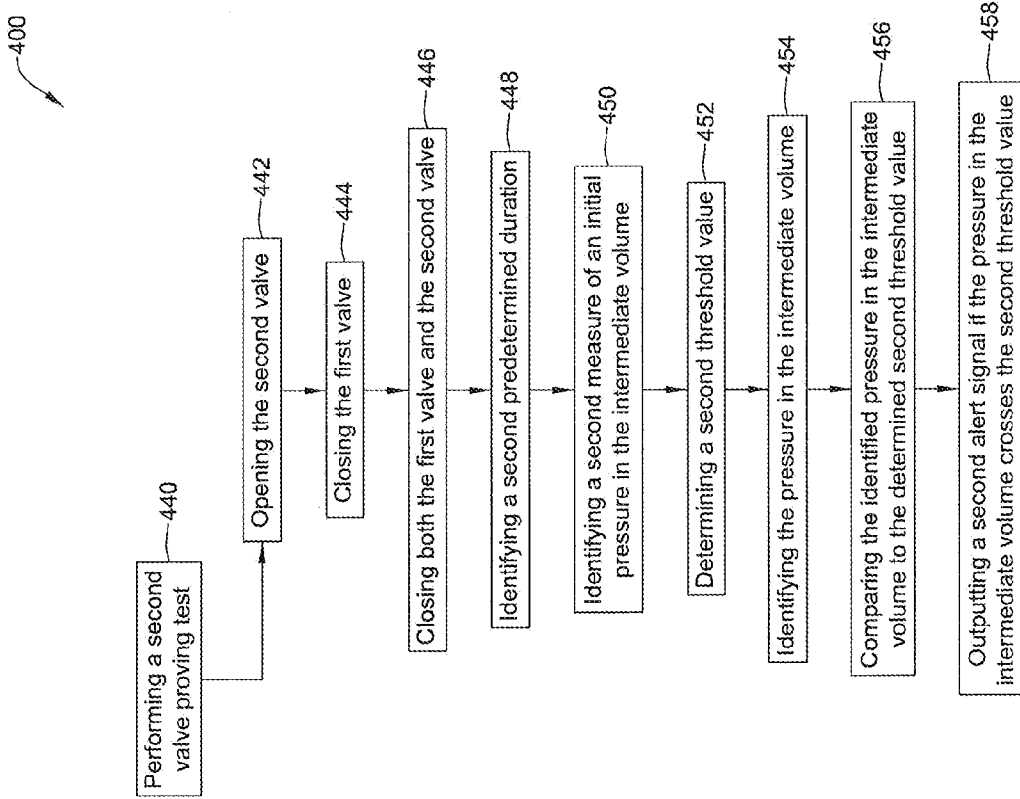 400
Performing a second
valve proving test
440
Opening the second valve
442
Closing the first valve
444
Closing both the first valve and the second valve
446
Identifying a second predetermined duration
448
Identifying a second measure of an initial
pressure in the intermediate volume
450
Determining a second threshold value
452
Identifying the pressure in the intermediate volume
454
Comparing the identified pressure in the intermediate
volume to the determined second threshold value
456
Outputting a second alert signal if the pressure in the
intermediate volume crosses the second threshold value
458